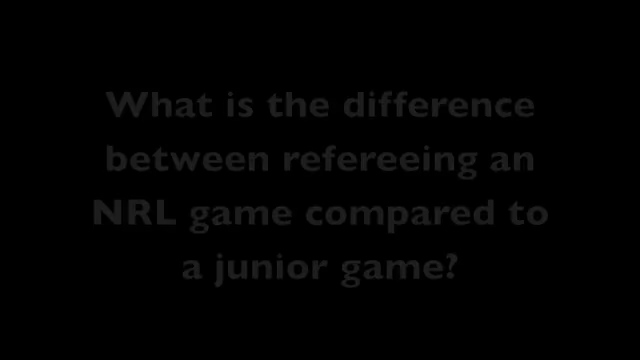 What is the difference
between refereeing an
NRL game compared to
a junior game?